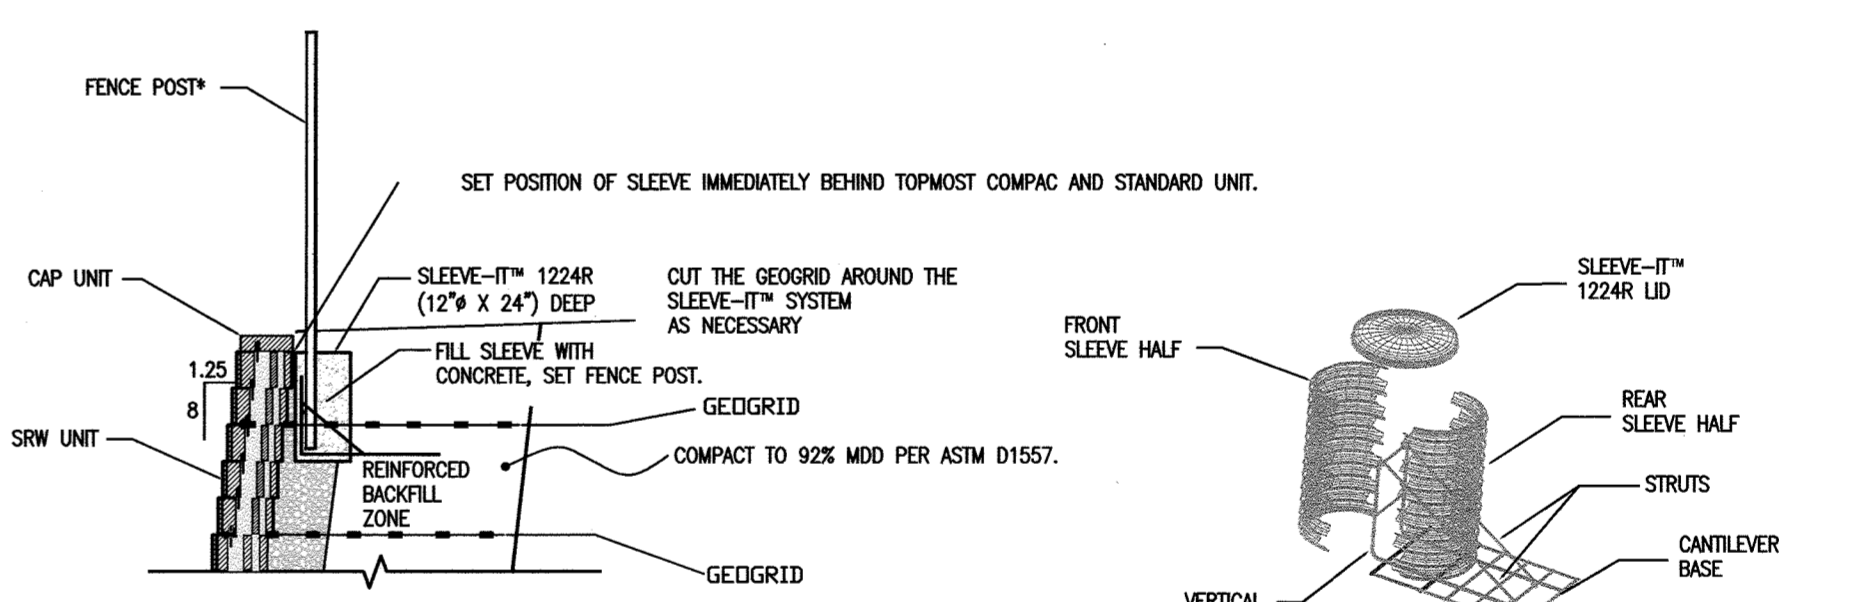 FENCE POST*
SET POSITION OF SLEEVE IMMEDIATELY BEHIND TOPMOST COMPAC AND STANDARD UNIT.
CAP UNIT
SLEEVE-IT™ 1224R
(12"ø X 24") DEEP
CUT THE GEOGRID AROUND THE
SLEEVE-IT™ SYSTEM
AS NECESSARY
FILL SLEEVE WITH
CONCRETE, SET FENCE POST.
1.25
8
GEOGRID
SRW UNIT
COMPACT TO 92% MDD PER ASTM D1557.
REINFORCED
BACKFILL
ZONE
GEOGRID
SLEEVE-IT™
1224R LID
FRONT
SLEEVE HALF
REAR
SLEEVE HALF
STRUTS
CANTILEVER
BASE
VERTICAL